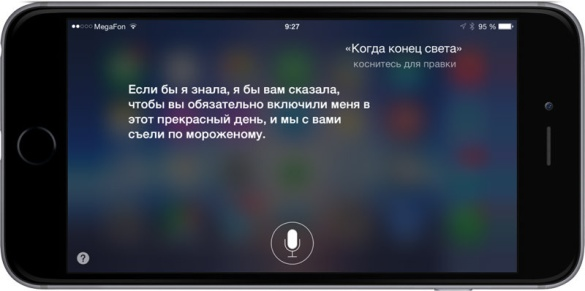 MegaFon 9:27 95 %
«Когда конец света»
коснитесь для правки
Если бы я знала, я бы вам сказала,
чтобы вы обязательно включили меня в
этот прекрасный день, и мы с вами
съели по мороженому.
?